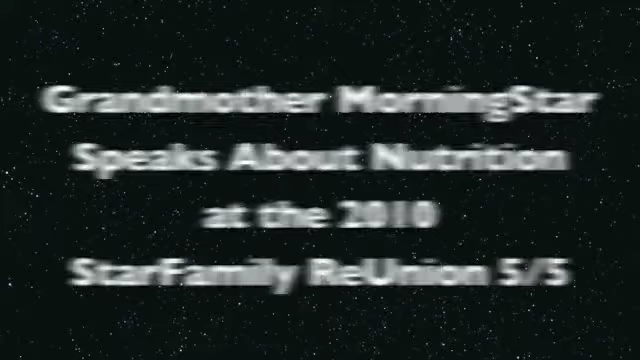 Grandmother MorningStar
Speaks About Nutrition
at the 2010
StarFamily ReUnion 5/5